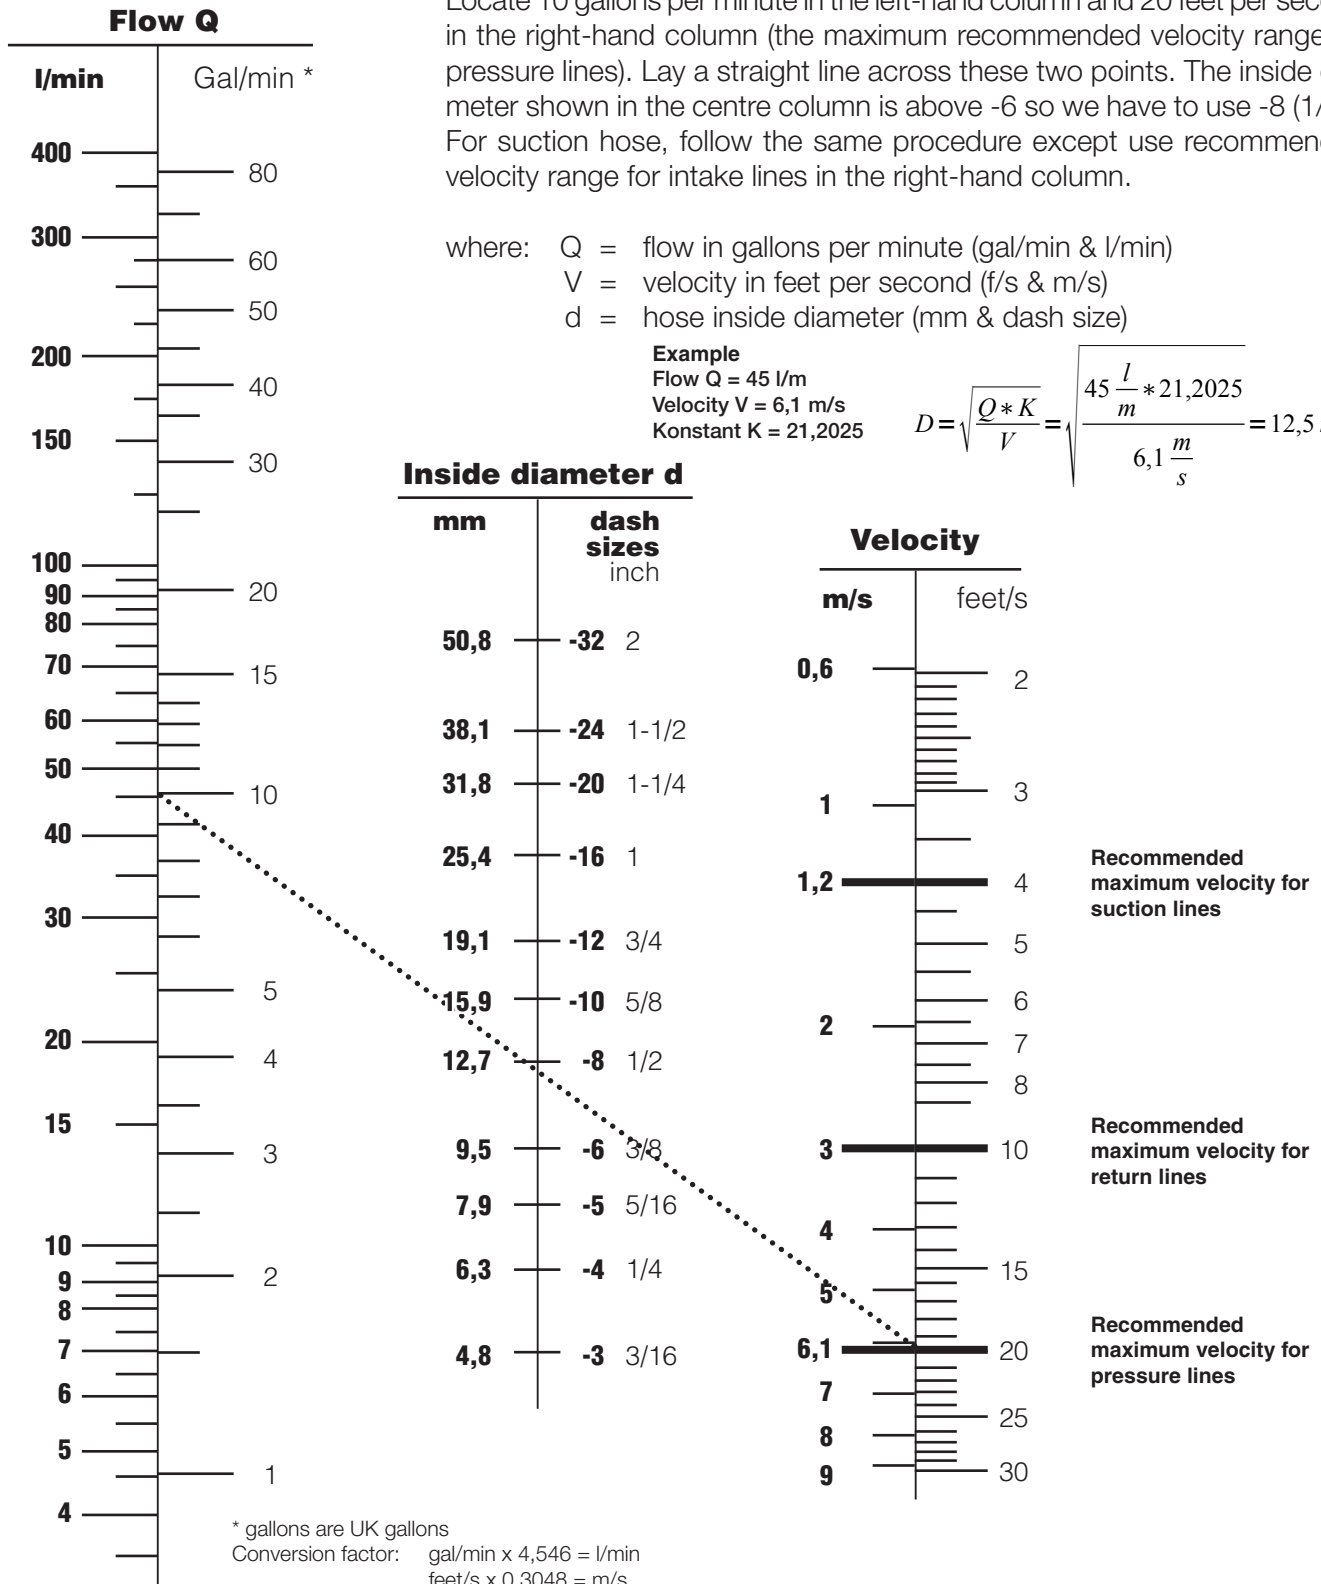 Locate 10 gallons per minute in the left-hand column and 20 feet per
in the right-hand column (the maximum recommended velocity range
pressure lines). Lay a straight line across these two points. The inside
meter shown in the centre column is above -6 so we have to use -8
For suction hose, follow the same procedure except use
velocity range for intake lines in the right-hand column.
where: Q = flow in gallons per minute (gal/min & l/min)
V = velocity in feet per second (f/s & m/s)
d = hose inside diameter (mm & dash size)
Example
Flow Q = 45 l/m
Velocity V = 6,1 m/s
Konstant K = 21,2025
D = √(Q * K / V) = √(45 l/m * 21,2025 / 6,1 m/s) = 12,5
Flow Q
l/min Gal/min *
400
80
300
60
50
200
40
150
30
100
20
90
80
70
15
60
50
10
40
30
5
20
4
15
3
10
2
9
8
7
6
5
1
4
Inside diameter d
mm dash
sizes
inch
50,8 -32 2
38,1 -24 1-1/2
31,8 -20 1-1/4
25,4 -16 1
19,1 -12 3/4
15,9 -10 5/8
12,7 -8 1/2
9,5 -6 3/8
7,9 -5 5/16
6,3 -4 1/4
4,8 -3 3/16
Velocity
m/s feet/s
0,6 2
3
1
1,2 4
5
6
2
7
8
3 10
4
15
5
6,1 20
7
25
8
9 30
Recommended
maximum velocity for
suction lines
Recommended
maximum velocity for
return lines
Recommended
maximum velocity for
pressure lines
* gallons are UK gallons
Conversion factor: gal/min x 4,546 = l/min
feet/s x 0,3048 = m/s